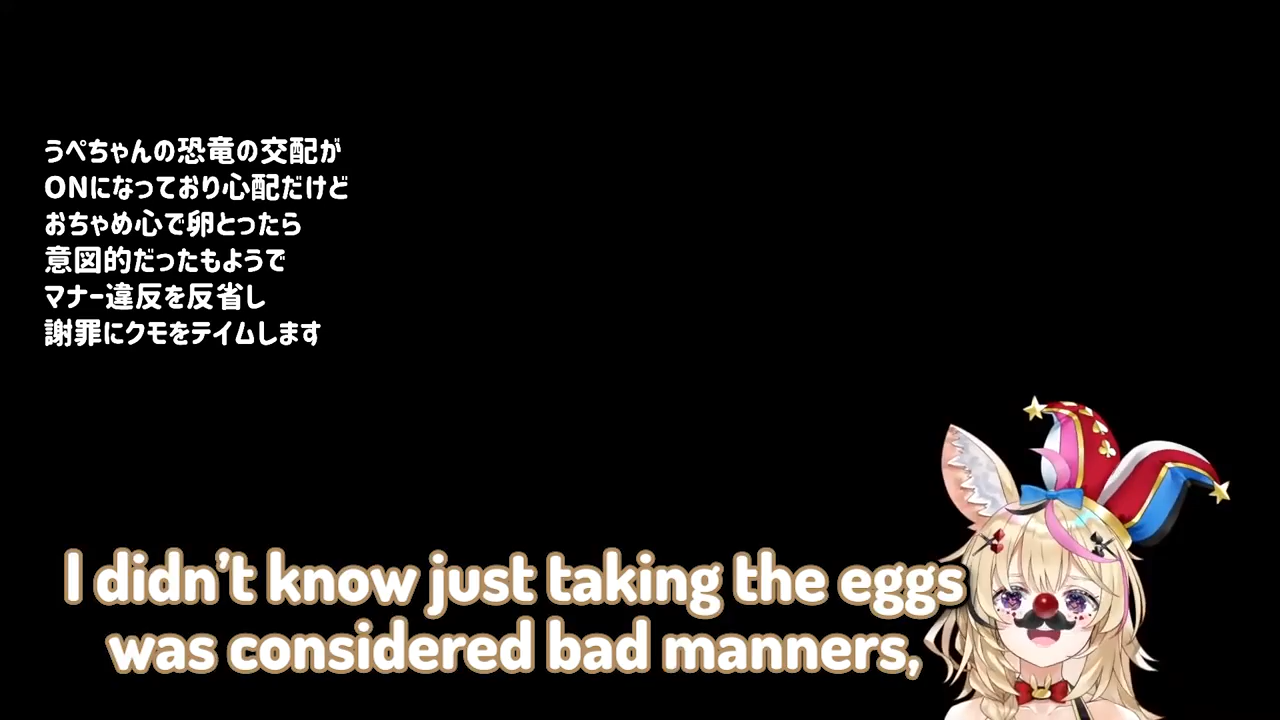 うぺちゃんの恐竜の交配が
ONになっており心配だけど
おちゃめ心で卵とったら
意図的だったもようで
マナー違反を反省し
謝罪にクモをテイムします
I didn't know just taking the eggs
was considered bad manners,